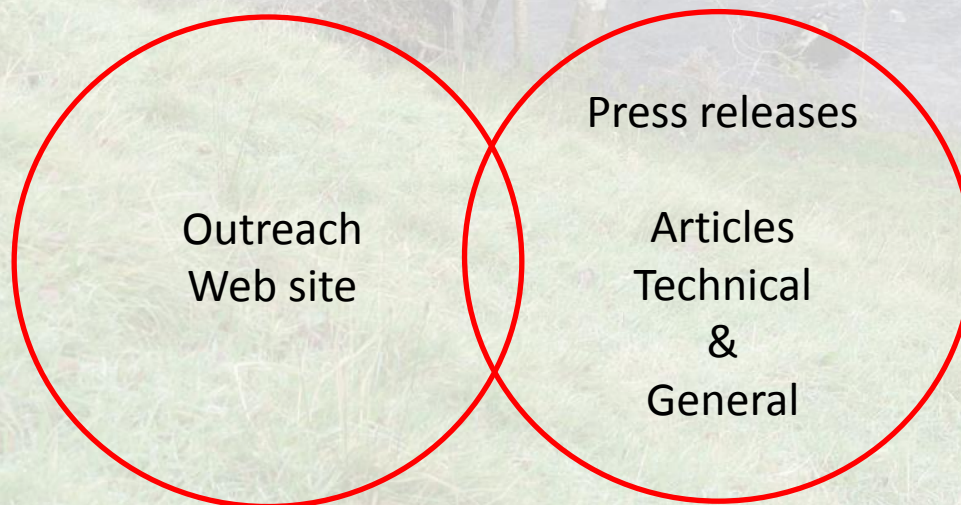 Outreach
Web site
Press releases
Articles
Technical
&
General